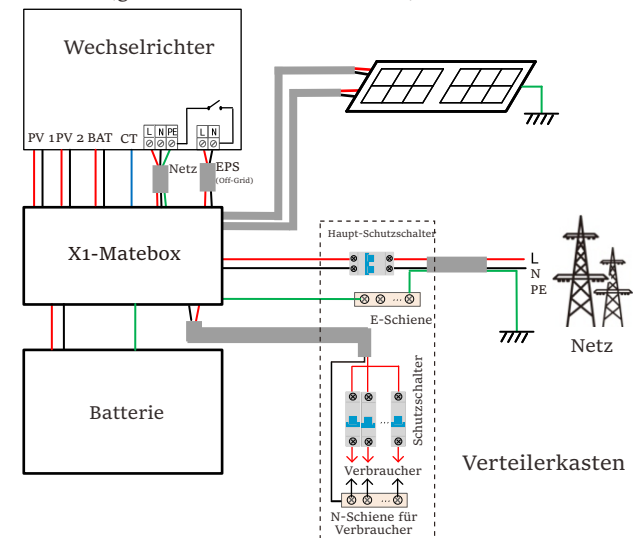 Wechselrichter
L N PE L N
PV 1 PV 2 BAT CT
Netz EPS
(Off-Grid)
X1-Matebox
Haupt-Schutzschalter
L
N
PE
E-Schiene
Netz
Batterie
Schutzschalter
Verbraucher
Verteilerkasten
N-Schiene für
Verbraucher